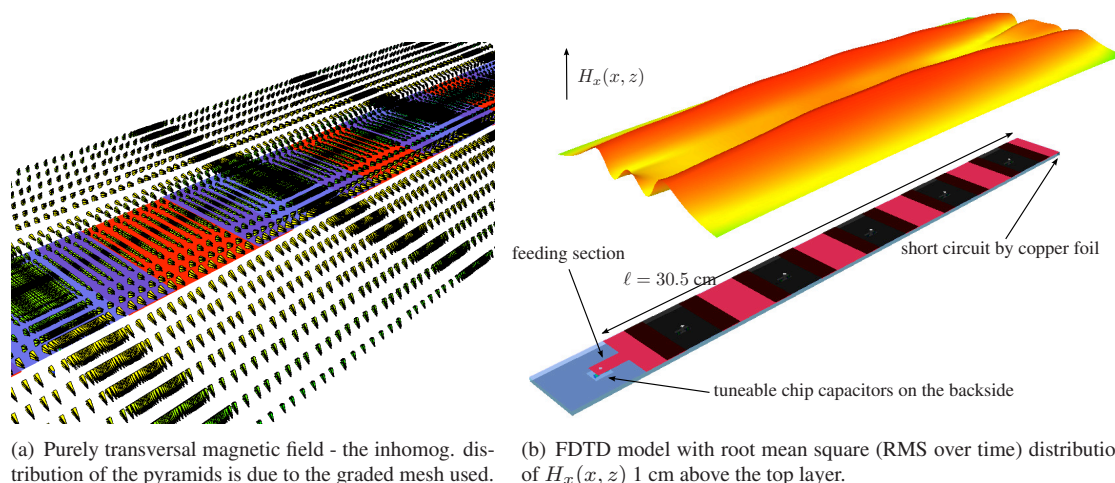 $H_x(x, z)$
feeding section
$\ell = 30.5$ cm
short circuit by copper foil
tuneable chip capacitors on the backside
(a) Purely transversal magnetic field - the inhomog. dis-
tribution of the pyramids is due to the graded mesh used.
(b) FDTD model with root mean square (RMS over time) distributio
of $H_x(x, z)$ 1 cm above the top layer.